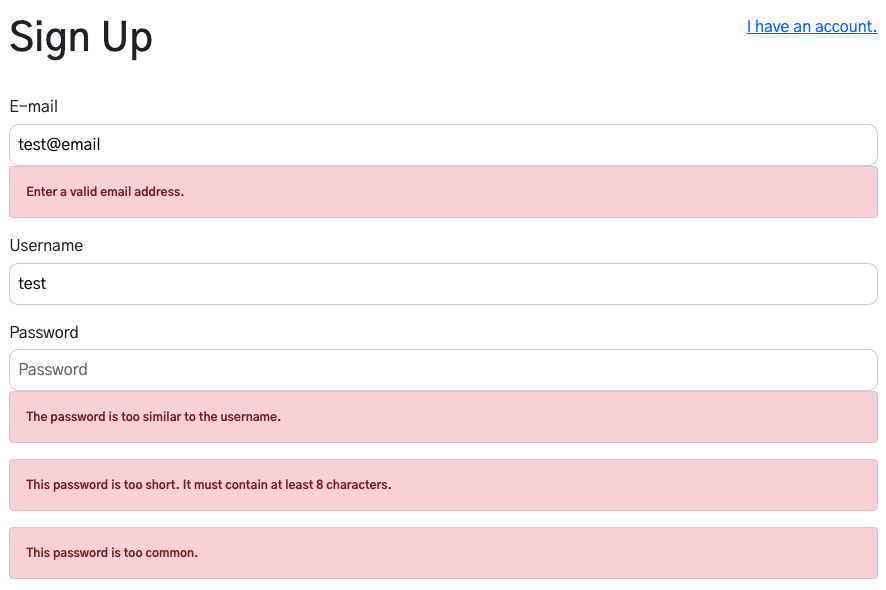 Sign Up
I have an account.
E-mail
test@email
Enter a valid email address.
Username
test
Password
Password
The password is too similar to the username.
This password is too short. It must contain at least 8 characters.
This password is too common.